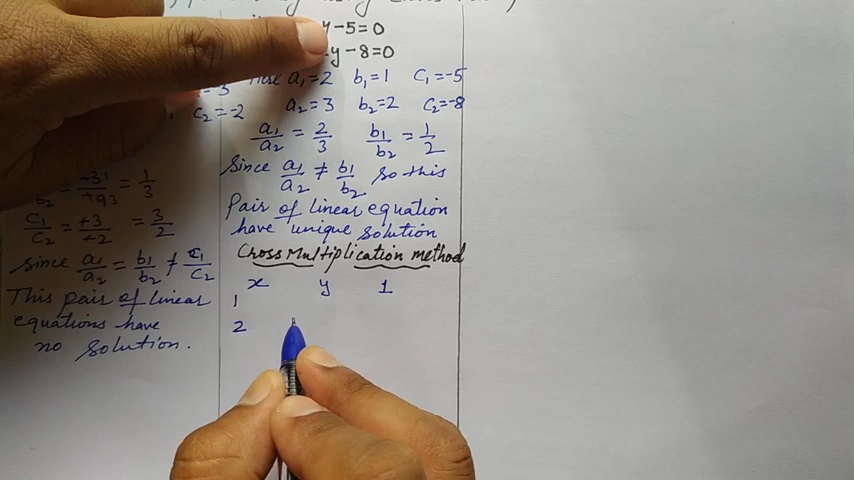 by using
y-5=0
y-8=0
a₁=2 b₁=1 C₁=-5
C₂=-2
a₂=3 b₂=2 C₂=-8
a₁/a₂ = 2/3 b₁/b₂ = 1/2
Since a₁/a₂ ≠ b₁/b₂ so this
Pair of linear equation
have unique solution
= 1/3
C₁/C₂ = +3/+2 = 3/2
since a₁/a₂ = b₁/b₂ ≠ C₁/C₂
This pair of linear
equations have
no solution.
Cross Multiplication method
x y 1
1
2